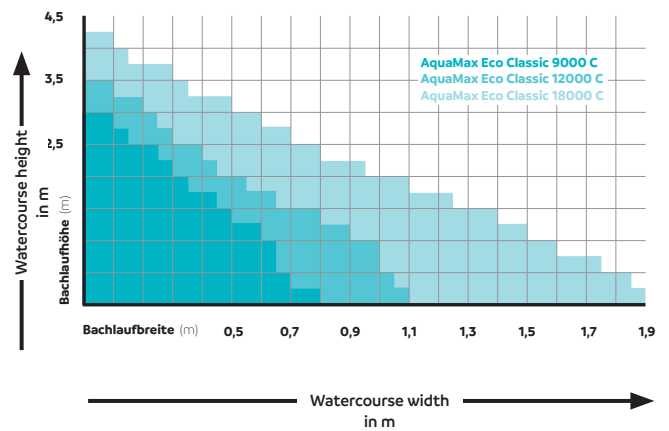 4,5
3,5
2,5
AquaMax Eco Classic 9000 C
AquaMax Eco Classic 12000 C
AquaMax Eco Classic 18000 C
Watercourse height
in m
Bachlaufhöhe (m)
Bachlaufbreite (m) 0,5 0,7 0,9 1,1 1,3 1,5 1,7 1,9
Watercourse width
in m